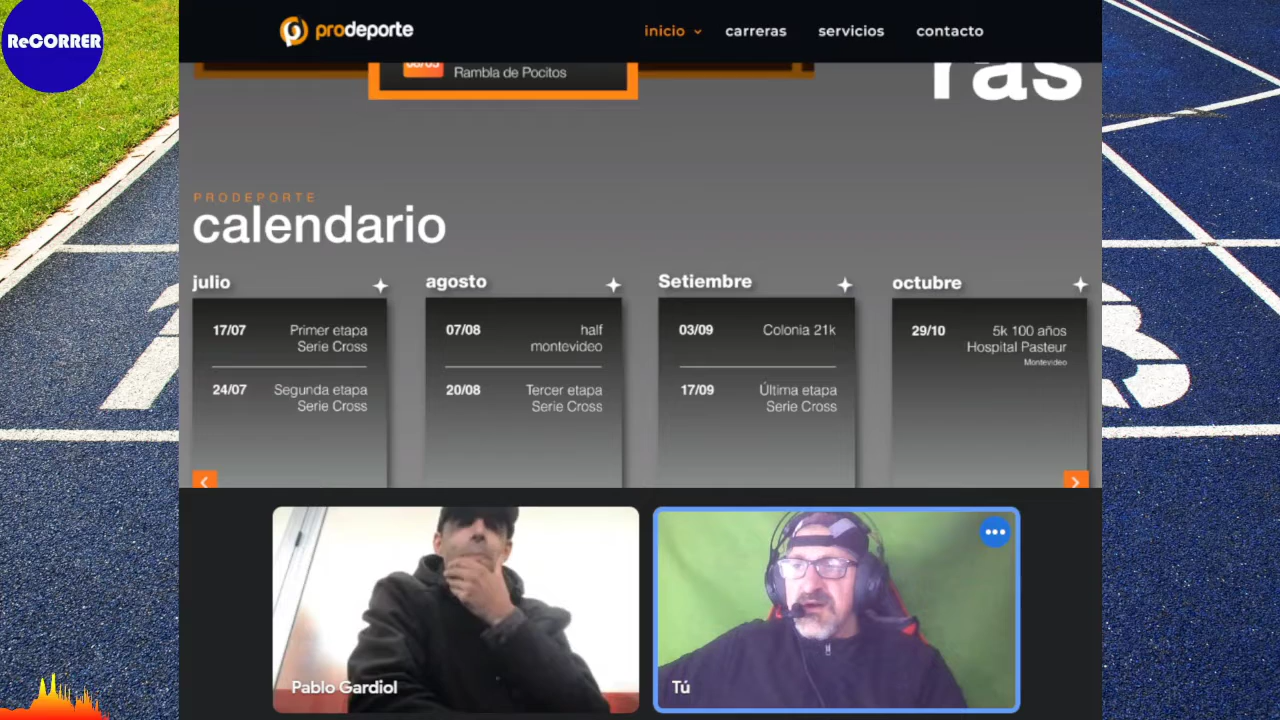 ReCORRER
prodeporte
inicio
carreras
servicios
contacto
08/05
Rambla de Pocitos
ras
PRODEPORTE
calendario
julio
17/07 Primer etapa
Serie Cross
24/07 Segunda etapa
Serie Cross
agosto
07/08 half
montevideo
20/08 Tercer etapa
Serie Cross
Setiembre
03/09 Colonia 21k
17/09 Última etapa
Serie Cross
octubre
29/10 5k 100 años
Hospital Pasteur
Montevideo
Pablo Gardiol
Tú